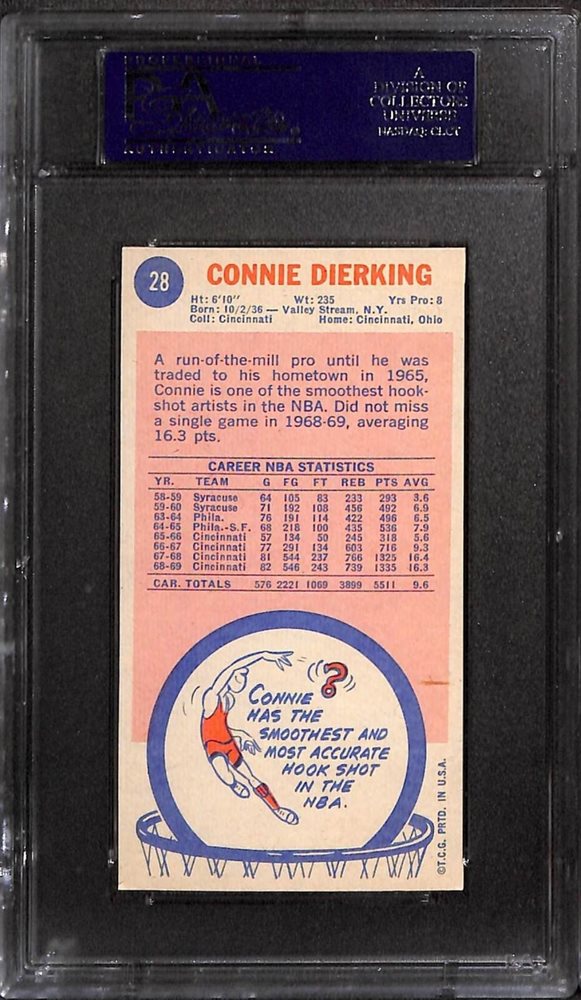 PROFESSIONAL
PSA
A
DIVISION OF
COLLECTORS
UNIVERSE
NASDAQ: CLCT
28
CONNIE DIERKING
Ht: 6'10" Wt: 235 Yrs Pro: 8
Born: 10/2/36 — Valley Stream, N.Y.
Coll: Cincinnati Home: Cincinnati, Ohio
A run-of-the-mill pro until he was
traded to his hometown in 1965,
Connie is one of the smoothest hook-
shot artists in the NBA. Did not miss
a single game in 1968-69, averaging
16.3 pts.
CAREER NBA STATISTICS
YR. TEAM G FG FT REB PTS AVG
58-59 Syracuse 64 105 83 233 293 3.6
59-60 Syracuse 71 192 108 456 492 6.9
63-64 Phila. 76 191 114 422 496 6.5
64-65 Phila.-S.F. 68 218 100 435 536 7.9
65-66 Cincinnati 57 134 50 245 318 5.6
66-67 Cincinnati 77 291 134 603 716 9.3
67-68 Cincinnati 81 544 237 766 1325 16.4
68-69 Cincinnati 82 546 243 739 1335 16.3
CAR. TOTALS 576 2221 1069 3899 5511 9.6
?
CONNIE
HAS THE
SMOOTHEST AND
MOST ACCURATE
HOOK SHOT
IN THE
NBA.
©T.C.G. PRTD. IN U.S.A.